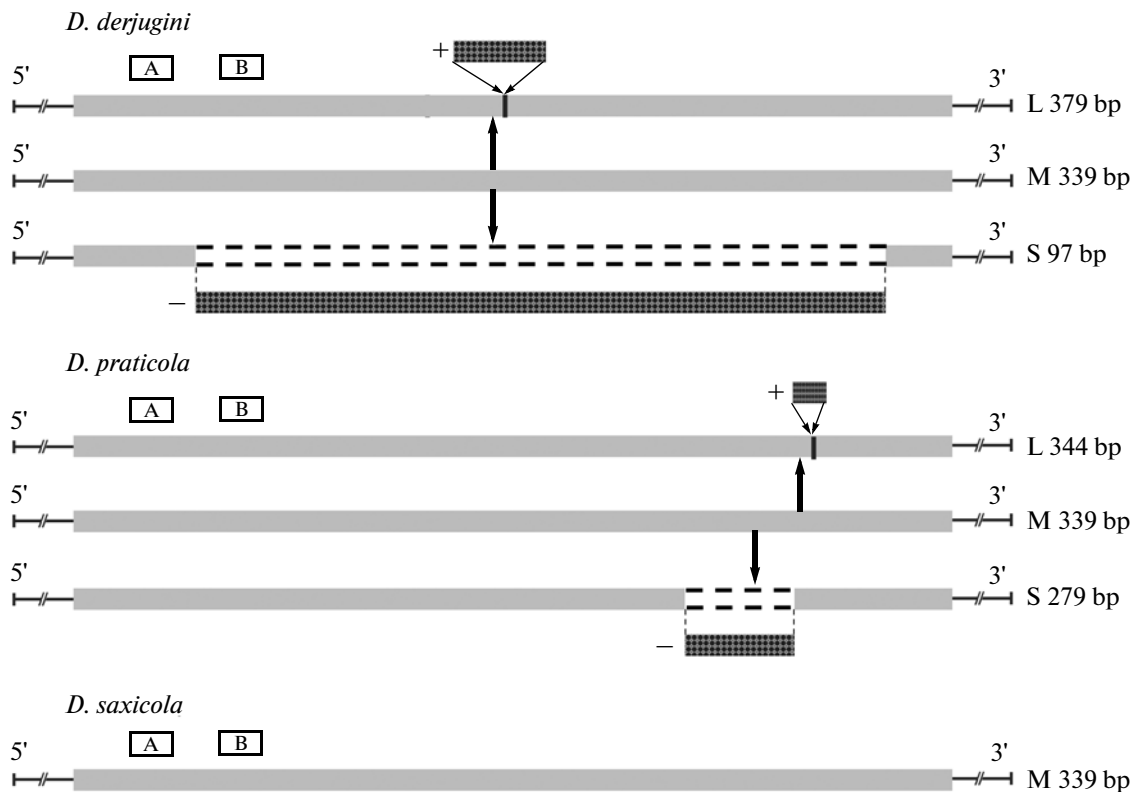 D. derjugini
+
A B
5' 3' L 379 bp
5' 3' M 339 bp
5' 3' S 97 bp
–
D. praticola
+
A B
5' 3' L 344 bp
5' 3' M 339 bp
5' 3' S 279 bp
–
D. saxicola
A B
5' 3' M 339 bp